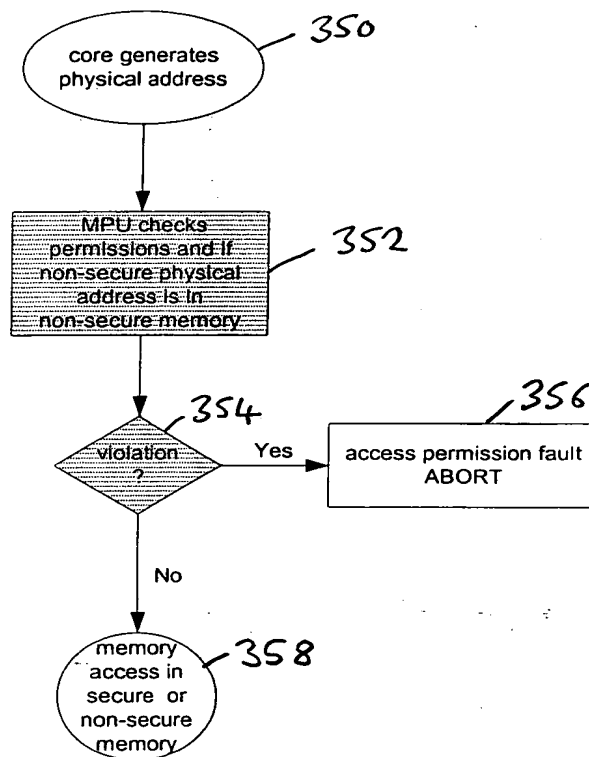 350
core generates
physical address
MPU checks
permissions and if
non-secure physical
address is in
non-secure memory
352
354
violation
?
Yes
356
access permission fault
ABORT
No
memory
access in
secure or
non-secure
memory
358